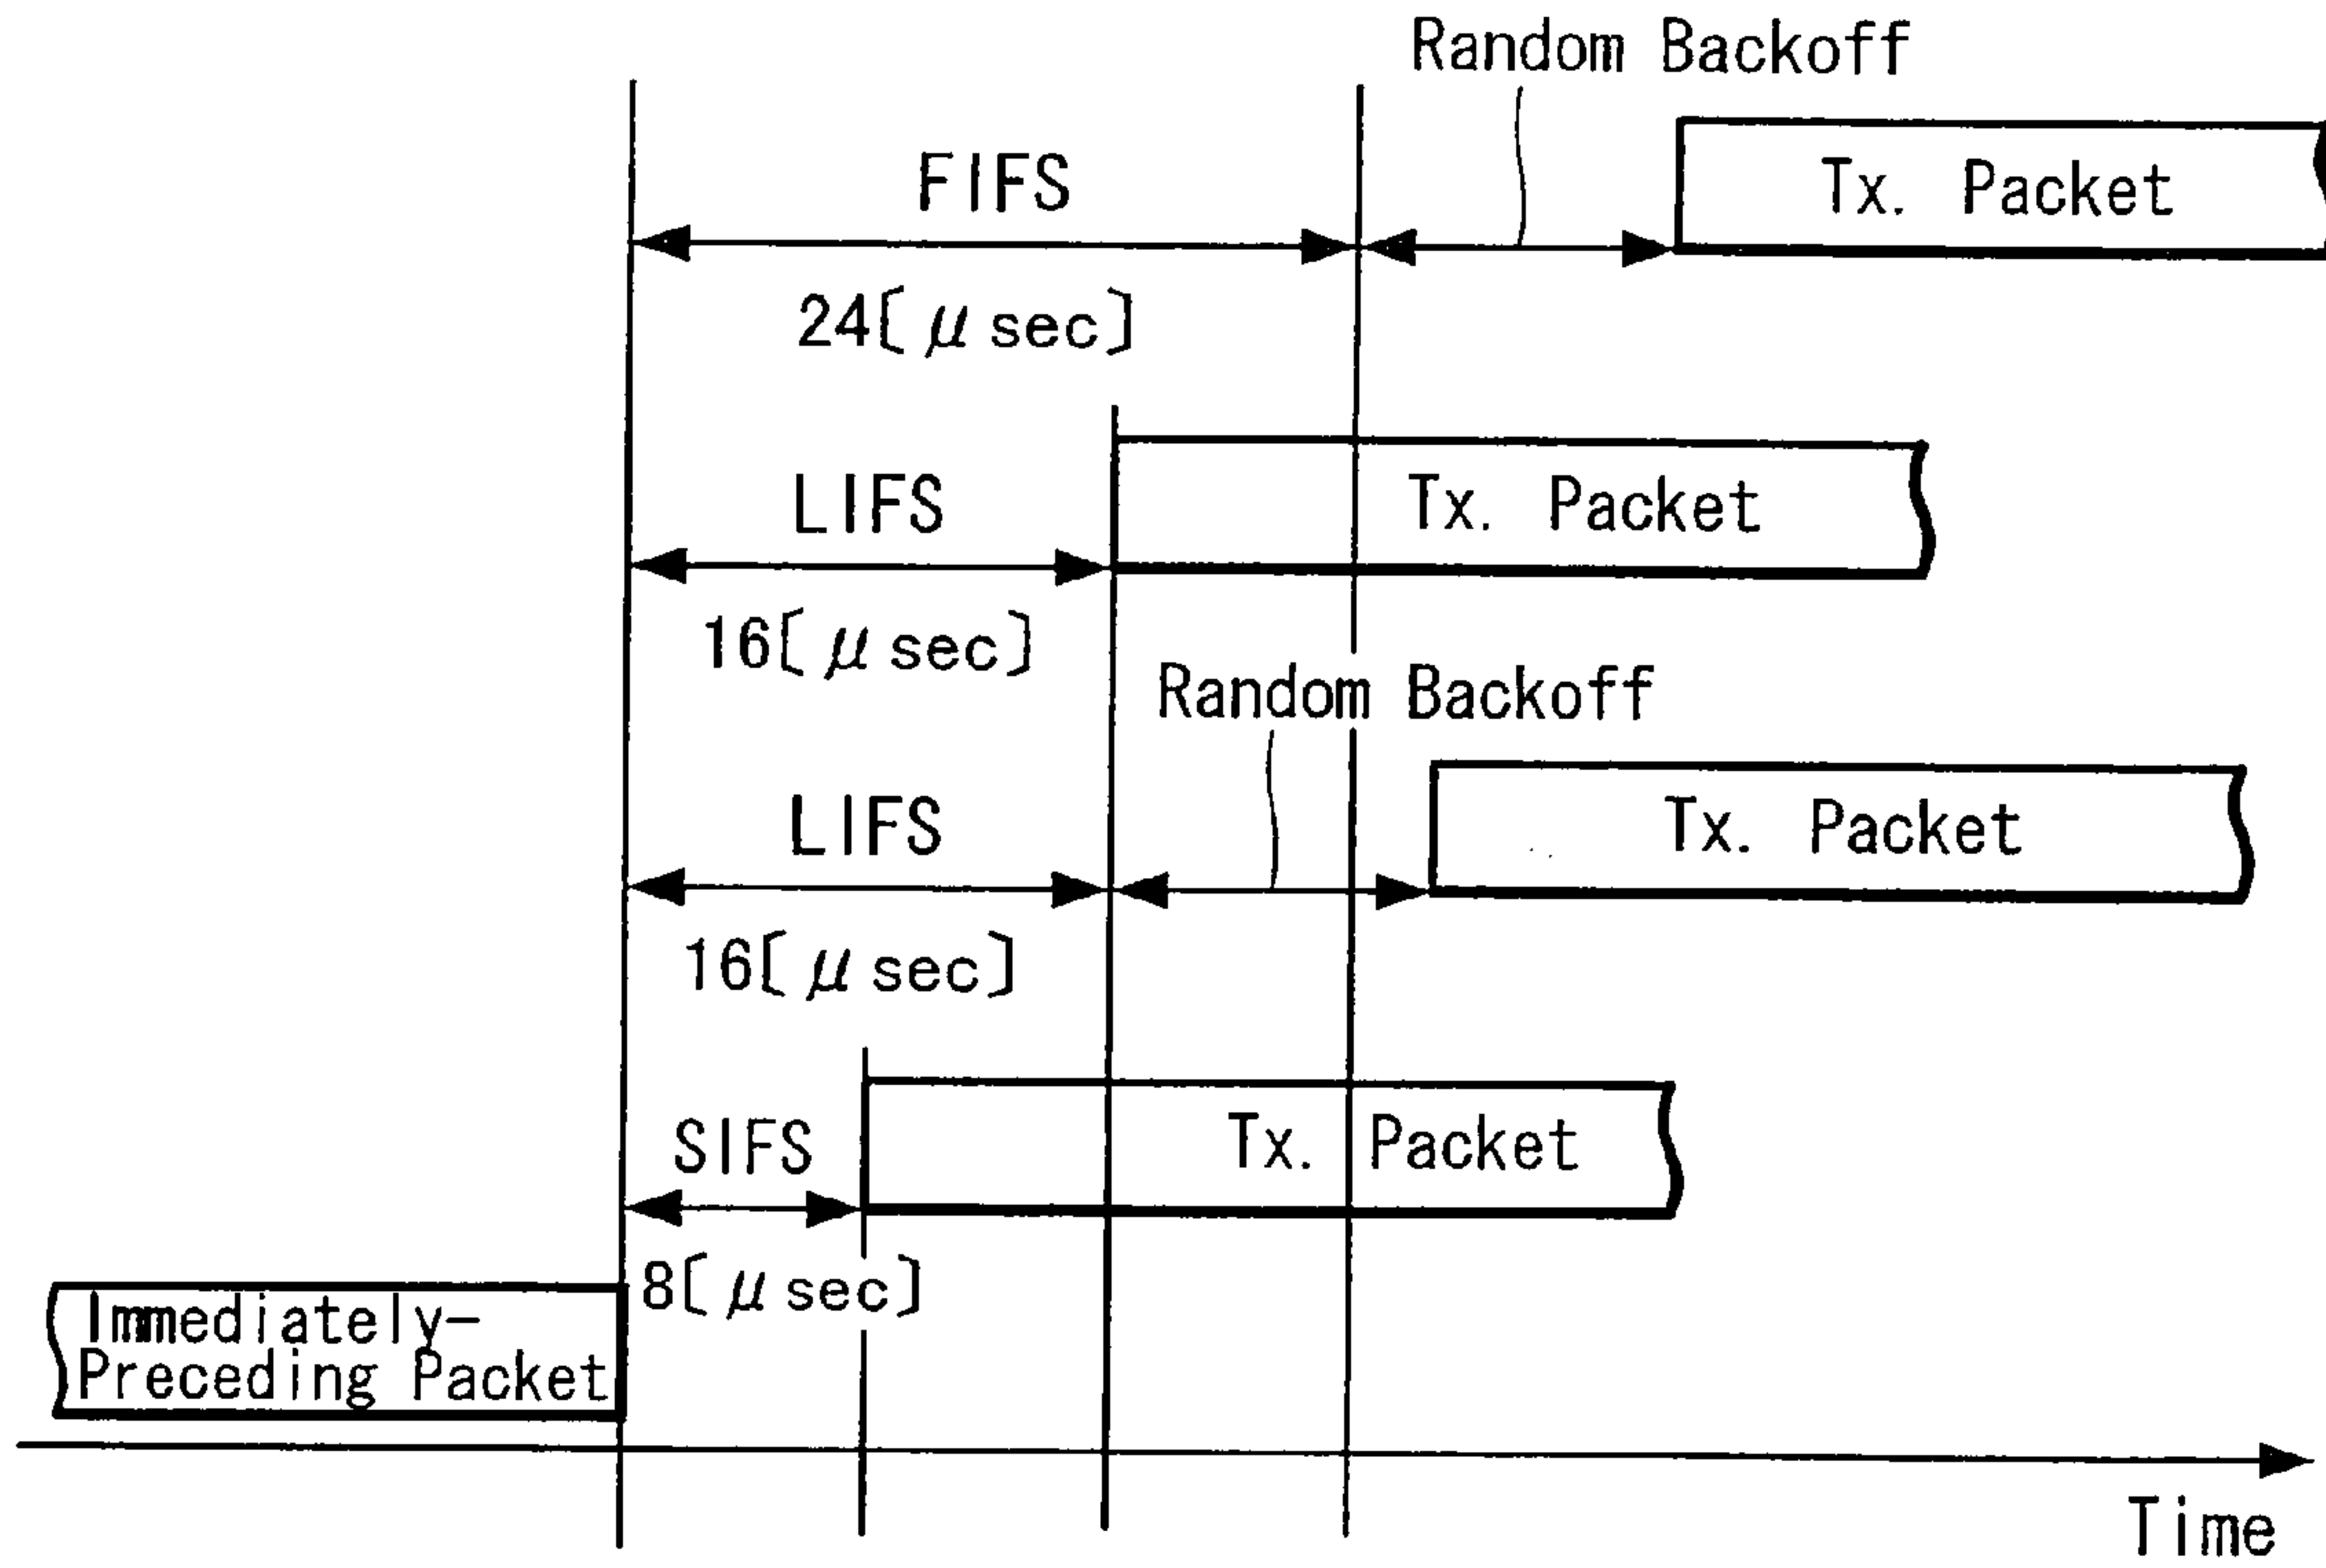 Random Backoff
FIFS
Tx. Packet
24[μsec]
LIFS
Tx. Packet
16[μsec]
Random Backoff
LIFS
Tx. Packet
16[μsec]
SIFS
Tx. Packet
8[μsec]
Immediately-
Preceding Packet
Time